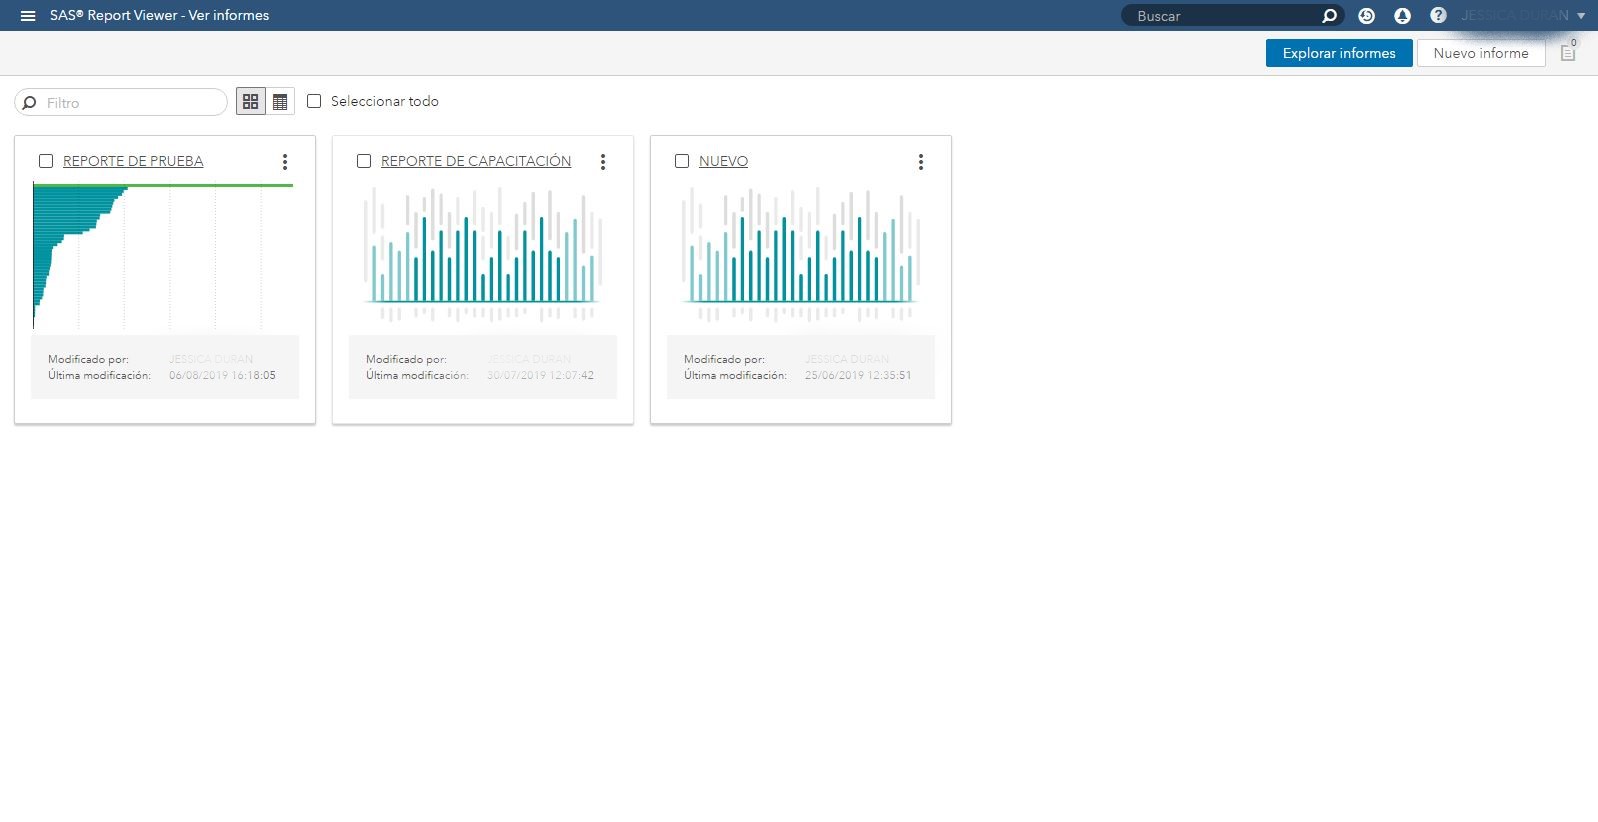 SAS® Report Viewer - Ver informes
Buscar
JESSICA DURAN
Explorar informes
Nuevo informe
0
Filtro
Seleccionar todo
REPORTE DE PRUEBA
Modificado por: JESSICA DURAN
Última modificación: 06/08/2019 16:18:05
REPORTE DE CAPACITACIÓN
Modificado por: JESSICA DURAN
Última modificación: 30/07/2019 12:07:42
NUEVO
Modificado por: JESSICA DURAN
Última modificación: 25/06/2019 12:35:51